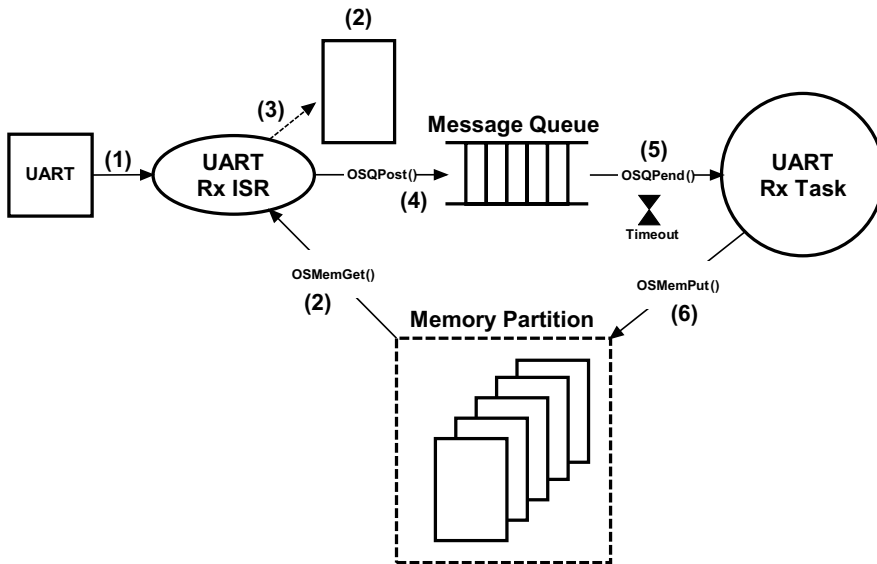 (2)
(3)
Message Queue
UART
(1)
UART
Rx ISR
OSQPost()
(4)
(5)
OSQPend()
Timeout
UART
Rx Task
OSMemGet()
(2)
OSMemPut()
(6)
Memory Partition